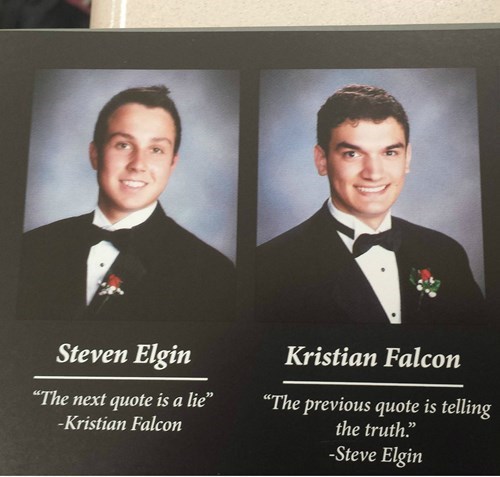 Steven Elgin
"The next quote is a lie"
-Kristian Falcon
Kristian Falcon
"The previous quote is telling
the truth."
-Steve Elgin